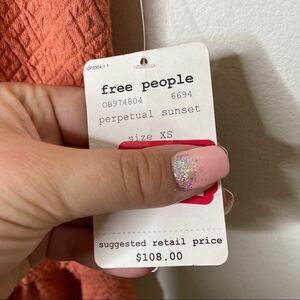 free people
OB974804 6694
perpetual sunset
size XS
suggested retail price
$108.00